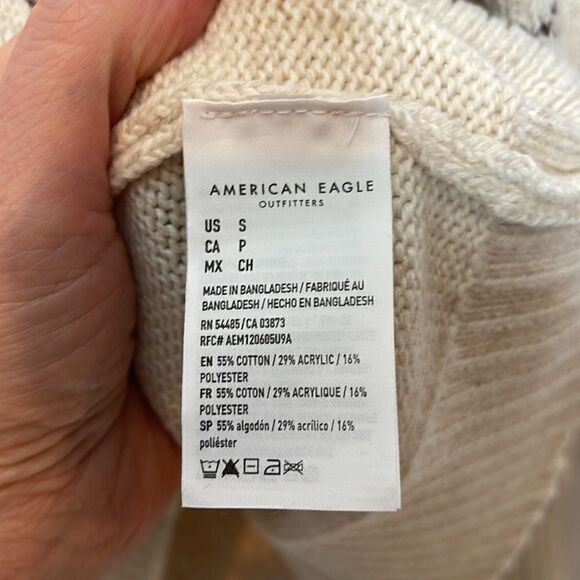 AMERICAN EAGLE
OUTFITTERS
US S
CA P
MX CH
MADE IN BANGLADESH / FABRIQUÉ AU
BANGLADESH / HECHO EN BANGLADESH
RN 54485/CA 03873
RFC# AEM120605U9A
EN 55% COTTON / 29% ACRYLIC / 16%
POLYESTER
FR 55% COTON / 29% ACRYLIQUE / 16%
POLYESTER
SP 55% algodón / 29% acrílico / 16%
poliéster